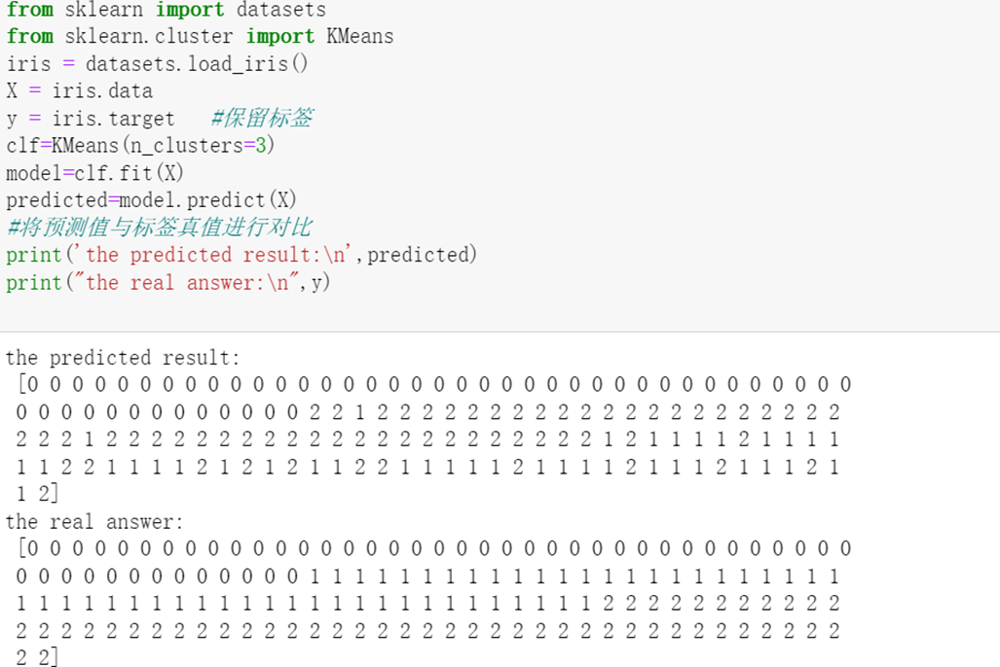 from sklearn import datasets
from sklearn.cluster import KMeans
iris = datasets.load_iris()
X = iris.data
y = iris.target   #保留标签
clf=KMeans(n_clusters=3)
model=clf.fit(X)
predicted=model.predict(X)
#将预测值与标签真值进行对比
print('the predicted result:\n',predicted)
print("the real answer:\n",y)
the predicted result:
[0 0 0 0 0 0 0 0 0 0 0 0 0 0 0 0 0 0 0 0 0 0 0 0 0 0 0 0 0 0 0 0 0 0 0 0 0
0 0 0 0 0 0 0 0 0 0 0 0 0 2 2 1 2 2 2 2 2 2 2 2 2 2 2 2 2 2 2 2 2 2 2 2 2
2 2 2 1 2 2 2 2 2 2 2 2 2 2 2 2 2 2 2 2 2 2 2 2 2 2 1 2 1 1 1 1 2 1 1 1 1
1 1 2 2 1 1 1 1 2 1 2 1 2 1 1 2 2 1 1 1 1 1 2 1 1 1 1 2 1 1 1 2 1 1 1 2 1
1 2]
the real answer:
[0 0 0 0 0 0 0 0 0 0 0 0 0 0 0 0 0 0 0 0 0 0 0 0 0 0 0 0 0 0 0 0 0 0 0 0 0
0 0 0 0 0 0 0 0 0 0 0 0 0 1 1 1 1 1 1 1 1 1 1 1 1 1 1 1 1 1 1 1 1 1 1 1 1
1 1 1 1 1 1 1 1 1 1 1 1 1 1 1 1 1 1 1 1 1 1 1 1 1 1 2 2 2 2 2 2 2 2 2 2 2
2 2 2 2 2 2 2 2 2 2 2 2 2 2 2 2 2 2 2 2 2 2 2 2 2 2 2 2 2 2 2 2 2 2 2 2 2
2 2]